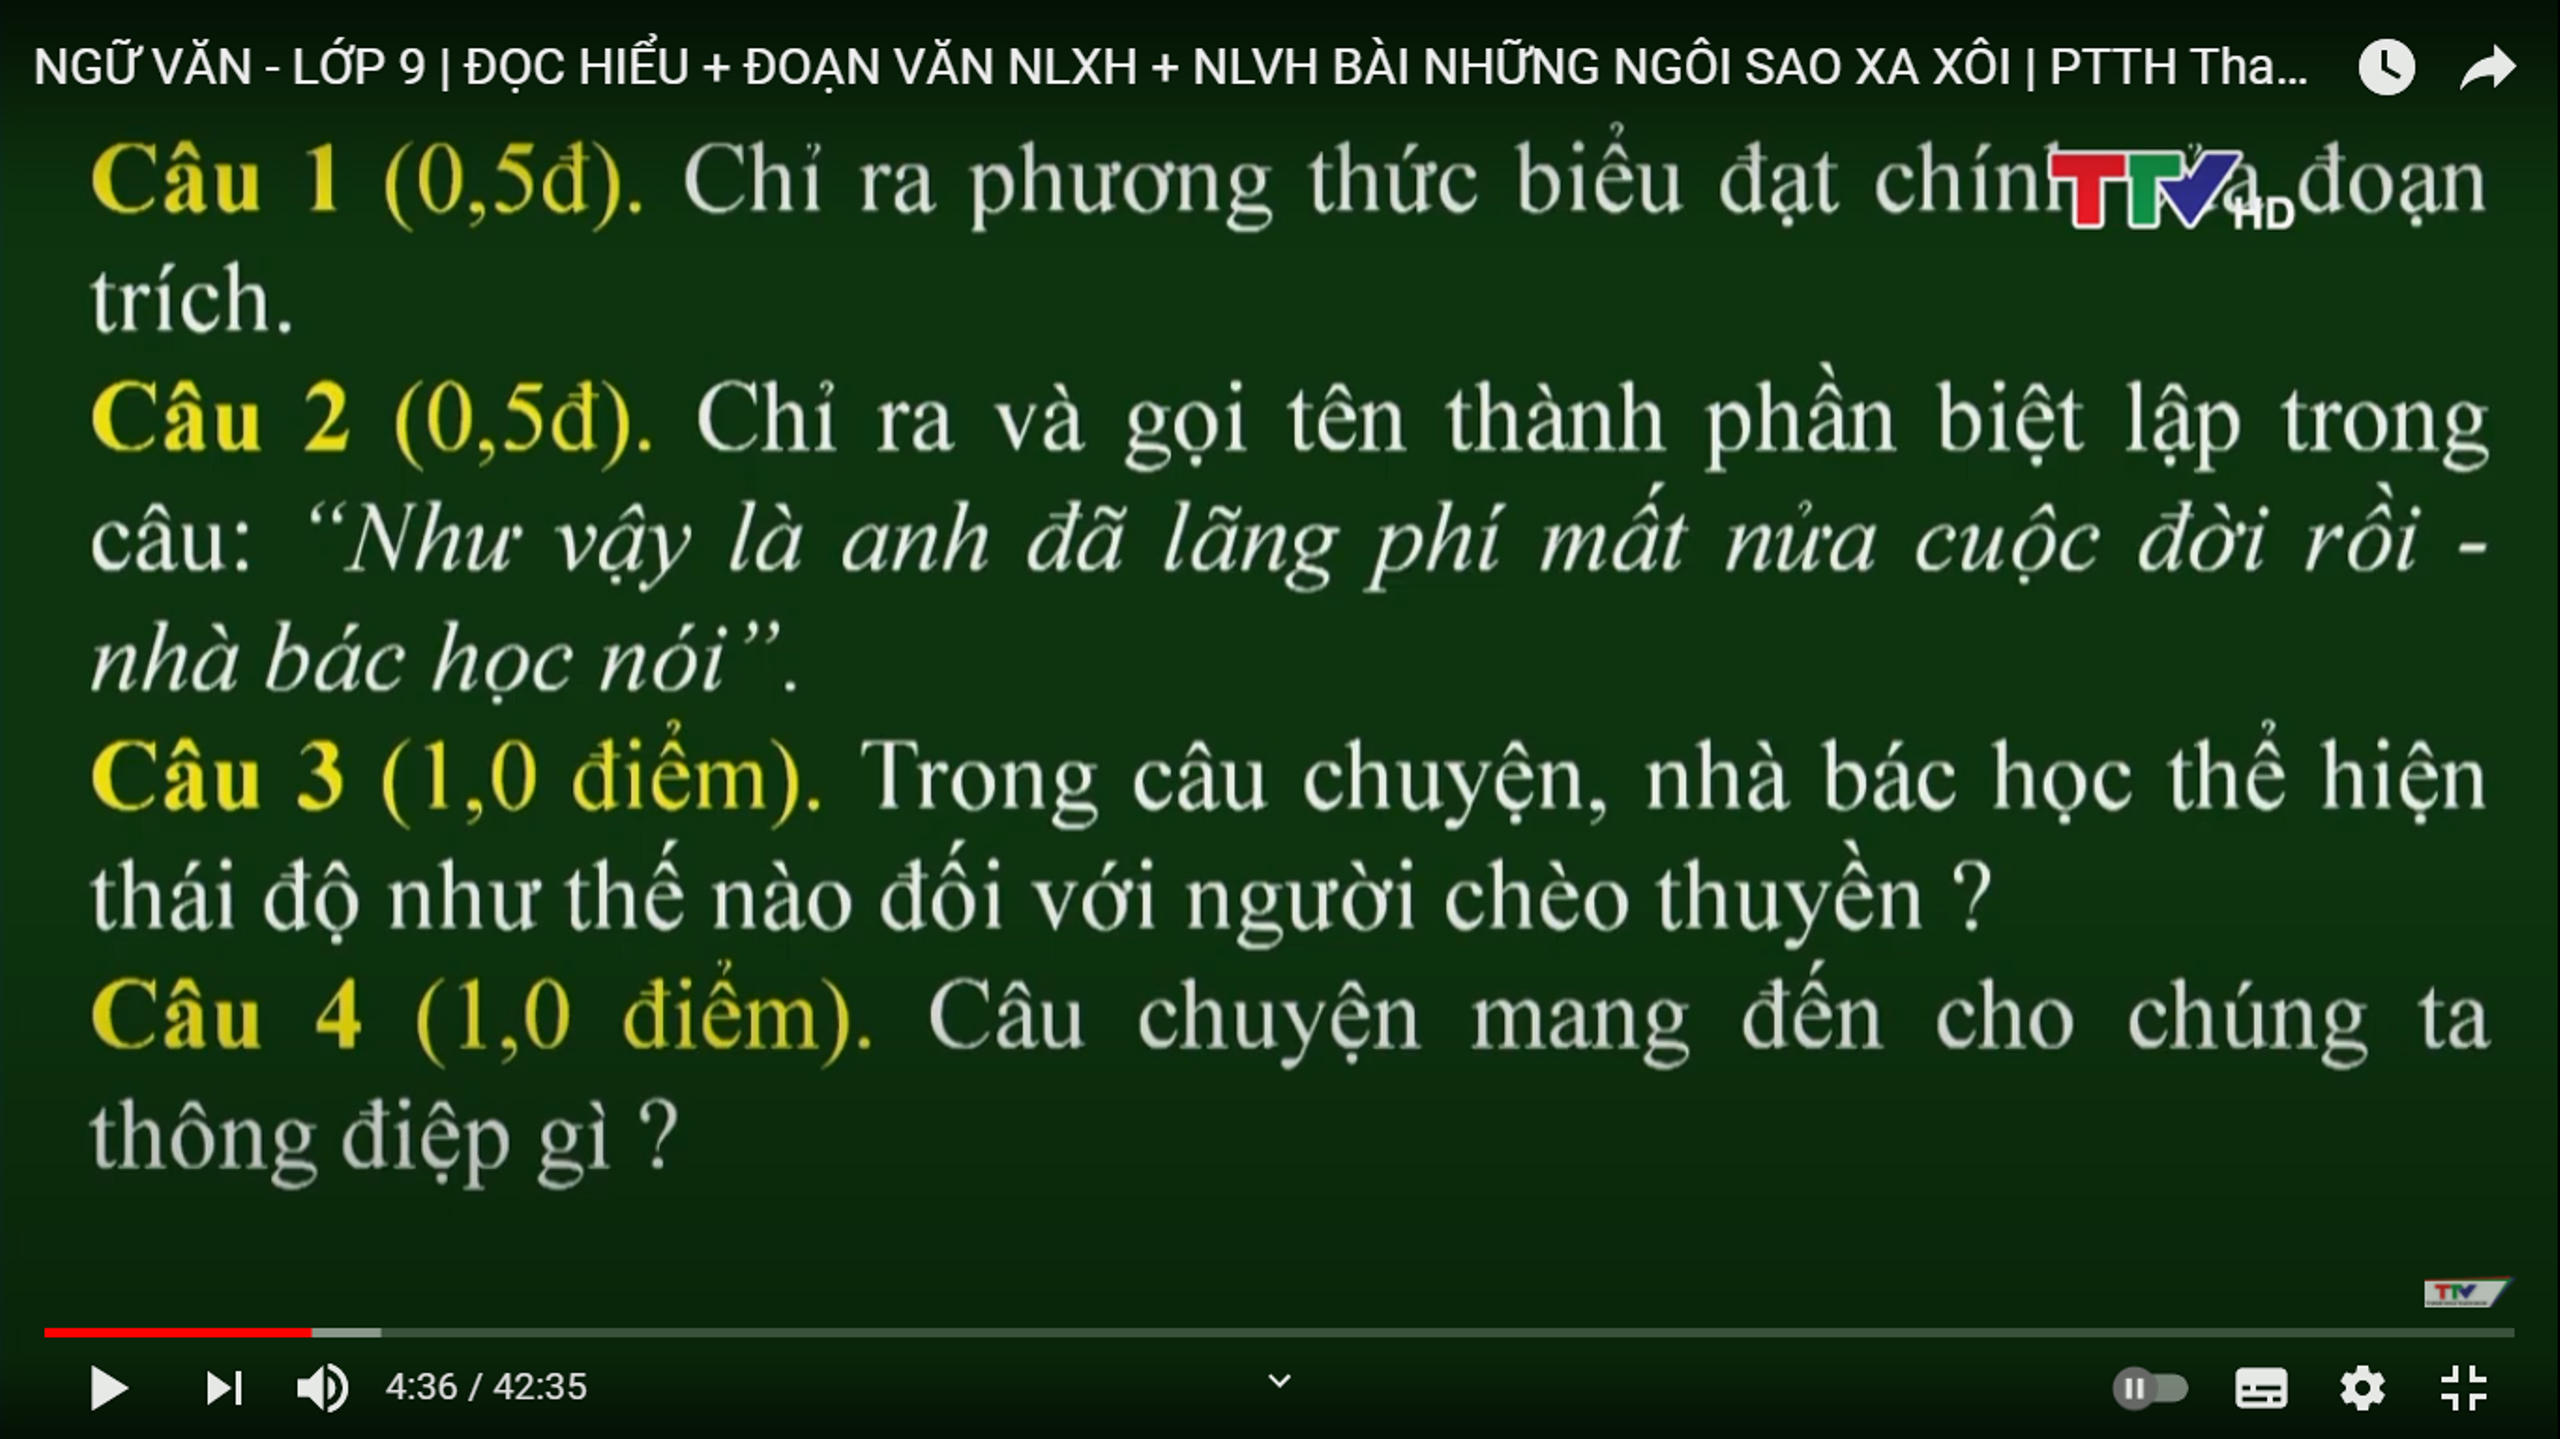 NGỮ VĂN - LỚP 9 | ĐỌC HIỂU + ĐOẠN VĂN NLXH + NLVH BÀI NHỮNG NGÔI SAO XA XÔI | PTTH Tha...
Câu 1 (0,5đ). Chỉ ra phương thức biểu đạt đoạn
TTV HD
trích.
Câu 2 (0,5đ). Chỉ ra và gọi tên thành phần biệt lập trong
câu: “Như vậy là anh đã lãng phí mất nửa cuộc đời rồi -
nhà bác học nói”.
Câu 3 (1,0 điểm). Trong câu chuyện, nhà bác học thể hiện
thái độ như thế nào đối với người chèo thuyền ?
Câu 4 (1,0 điểm). Câu chuyện mang đến cho chúng ta
thông điệp gì ?
TTV
4:36 / 42:35